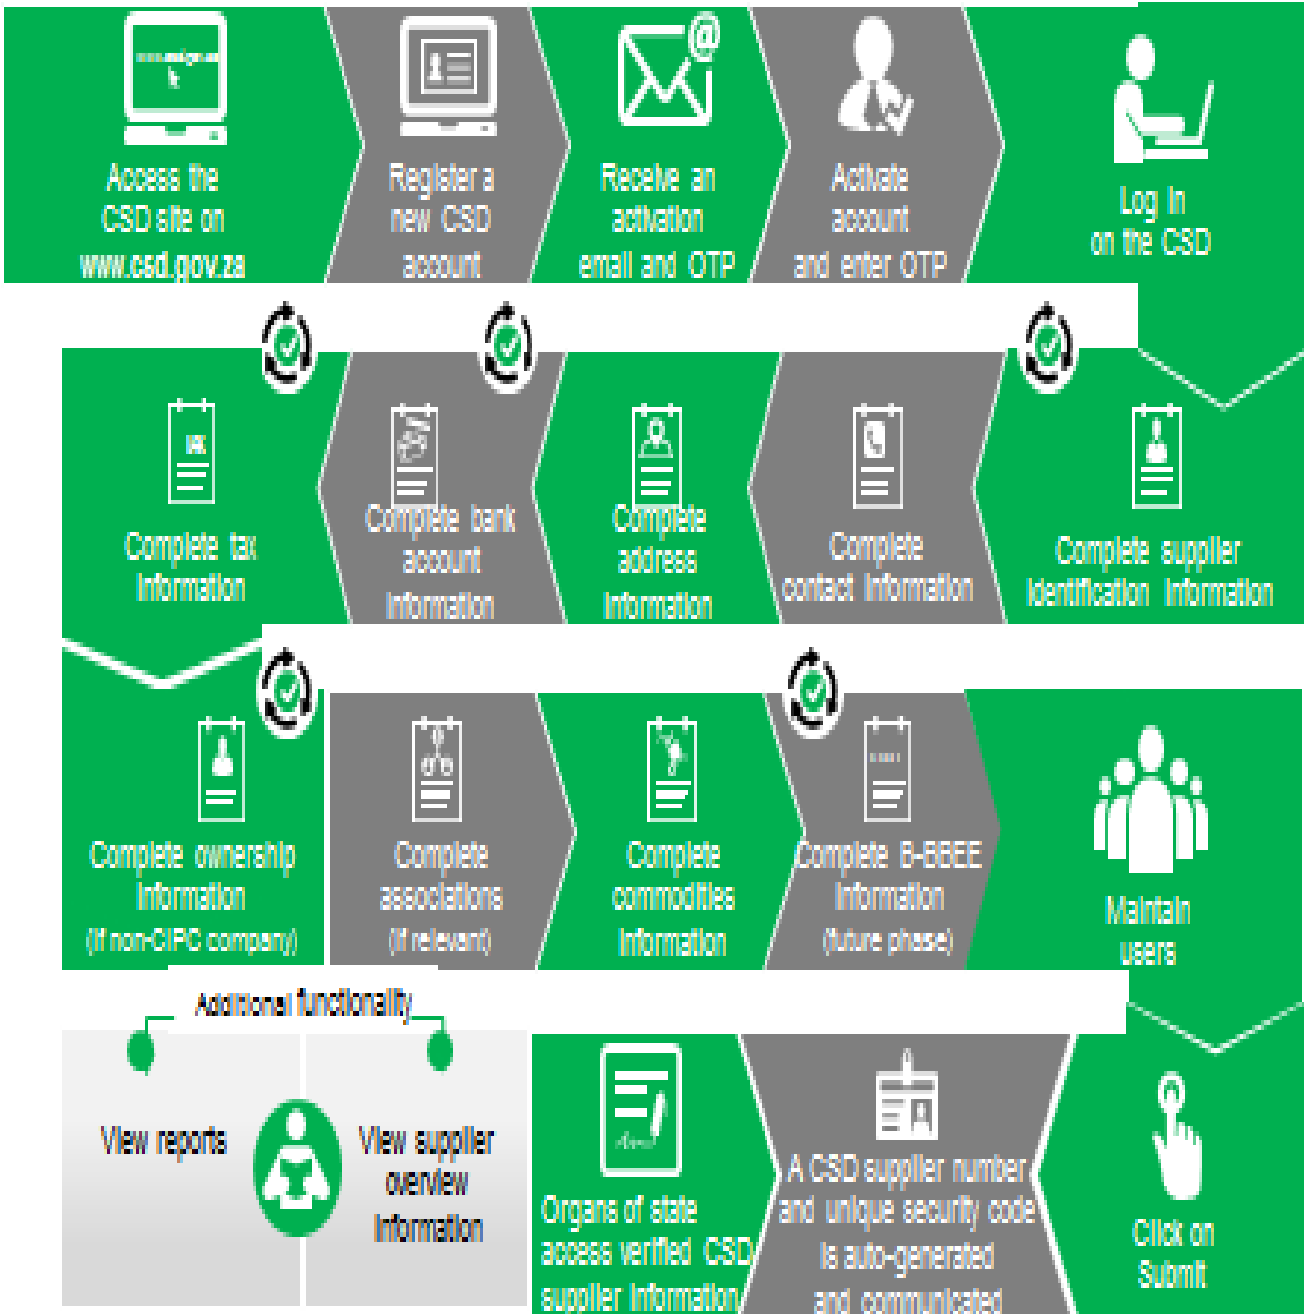 Access the
CSD site on
www.csd.gov.za
Register a
new CSD
account
Receive an
activation
email and OTP
Activate
account
and enter OTP
Log in
on the CSD
Complete tax
Information
Complete bank
account
Information
Complete
address
Information
Complete
contact Information
Complete supplier
Identification Information
Complete ownership
Information
(If non-CIPC company)
Complete
associations
(If relevant)
Complete
commodities
Information
Complete B-BBEE
Information
(future phase)
Maintain
users
Additional functionality
View reports
View supplier
overview
Information
Organs of state
access verified CSD
supplier Information
A CSD supplier number
and unique security code
is auto-generated
and communicated
Click on
Submit